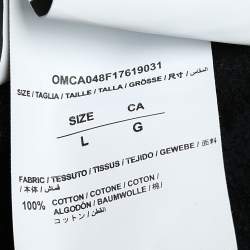 OMCA048F17619031
SIZE / TAGLIA / TAILLE / TALLA / GRÖSSE / 尺寸 / المقاس /
SIZE CA
L G
FABRIC / TESSUTO / TISSUS / TEJIDO / GEWEBE / 面料
/ 本体 / قماش /
100% COTTON / COTONE / COTON /
ALGODÓN / BAUMWOLLE / 棉 /
/ コットン / القطن /